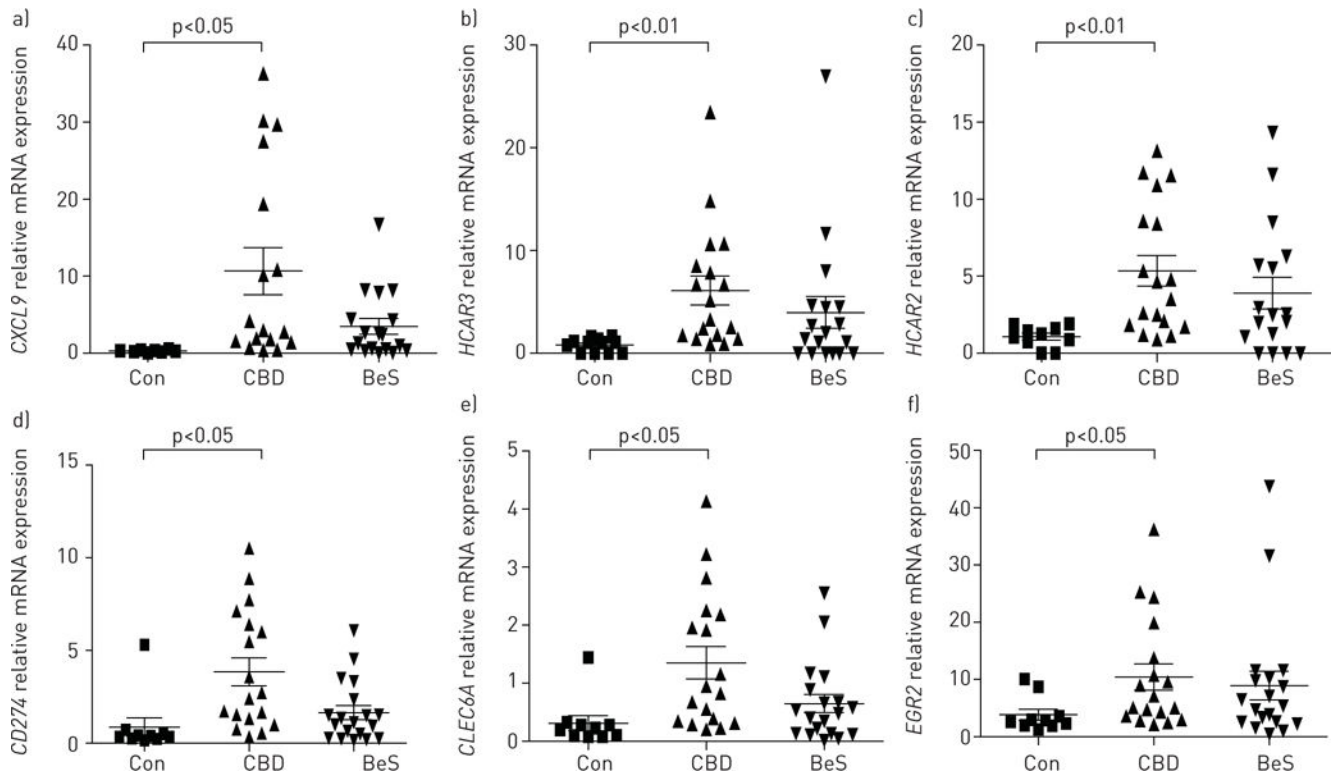 a)
p<0.05
CXCL9 relative mRNA expression
40
30
20
10
0
Con CBD BeS
b)
p<0.01
HCAR3 relative mRNA expression
30
20
10
0
Con CBD BeS
c)
p<0.01
HCAR2 relative mRNA expression
20
15
10
5
0
Con CBD BeS
d)
p<0.05
CD274 relative mRNA expression
15
10
5
0
Con CBD BeS
e)
p<0.05
CLEC6A relative mRNA expression
5
4
3
2
1
0
Con CBD BeS
f)
p<0.05
EGR2 relative mRNA expression
50
40
30
20
10
0
Con CBD BeS